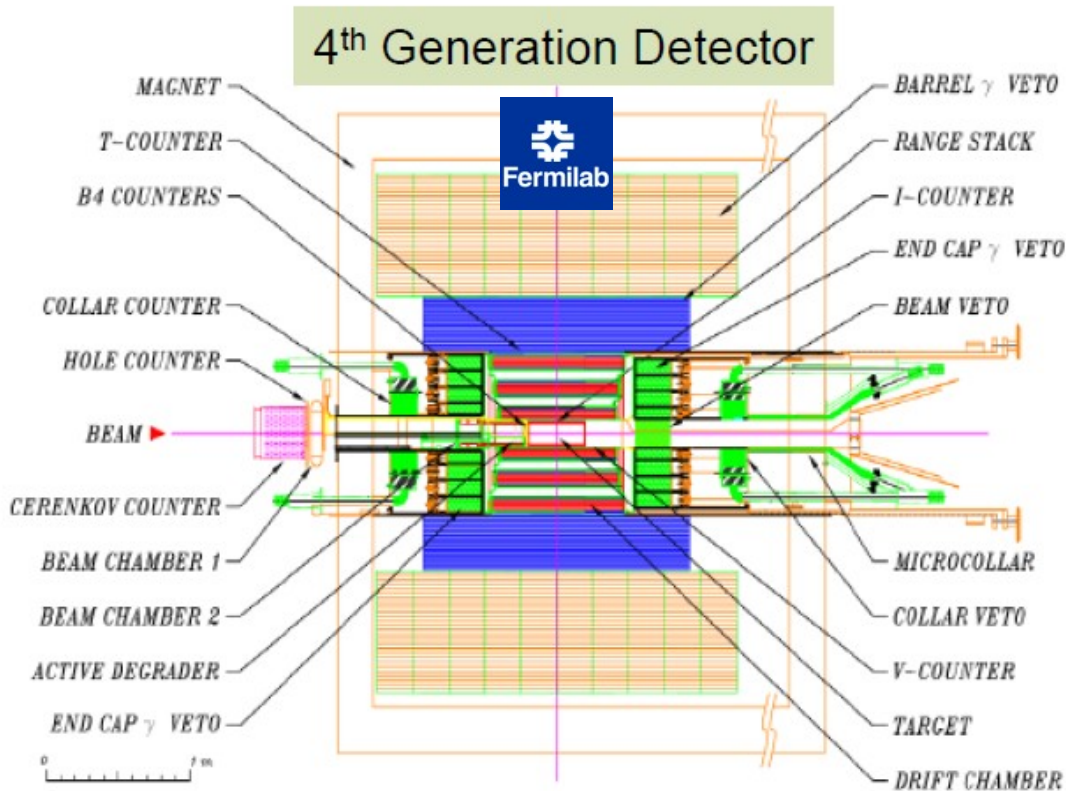 4th Generation Detector
Fermilab
MAGNET
T-COUNTER
B4 COUNTERS
COLLAR COUNTER
HOLE COUNTER
BEAM
CERENKOV COUNTER
BEAM CHAMBER 1
BEAM CHAMBER 2
ACTIVE DEGRADER
END CAP γ VETO
0 1 m
BARREL γ VETO
RANGE STACK
I-COUNTER
END CAP γ VETO
BEAM VETO
MICROCOLLAR
COLLAR VETO
V-COUNTER
TARGET
DRIFT CHAMBER